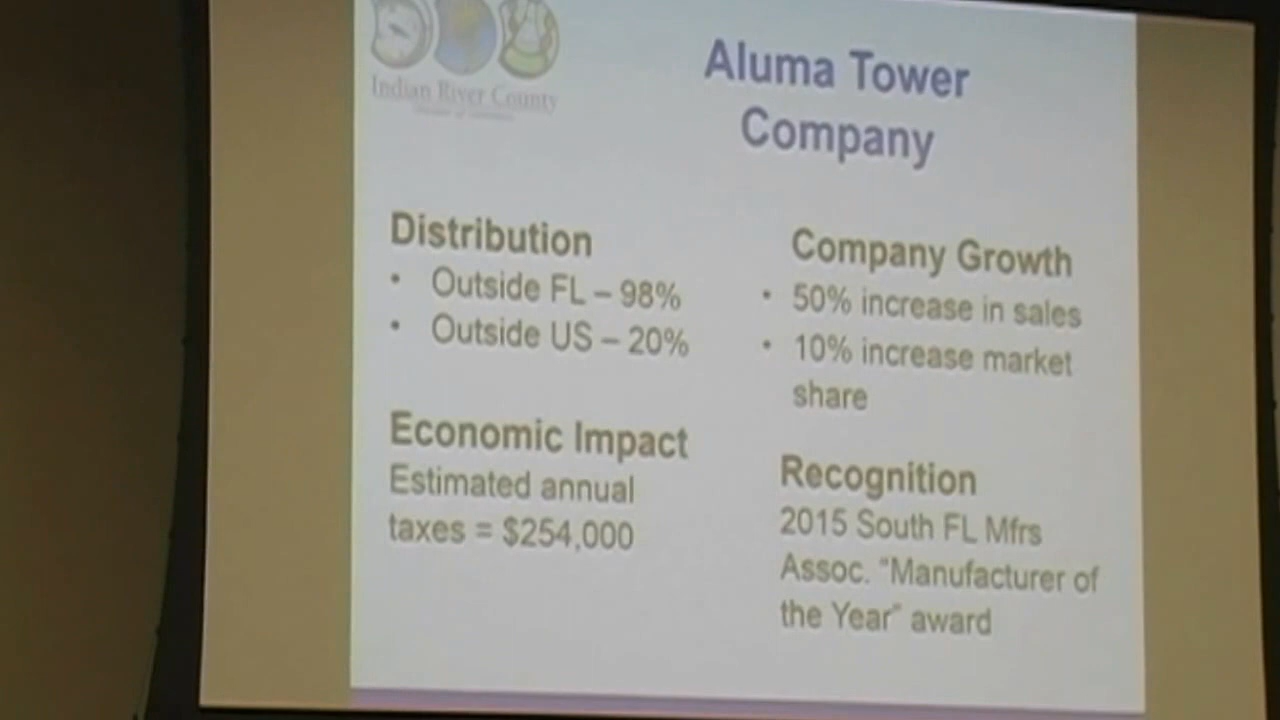 Indian River County
Aluma Tower
Company
Distribution
• Outside FL – 98%
• Outside US – 20%
Economic Impact
Estimated annual
taxes = $254,000
Company Growth
• 50% increase in sales
• 10% increase market
share
Recognition
2015 South FL Mfrs
Assoc. "Manufacturer of
the Year" award